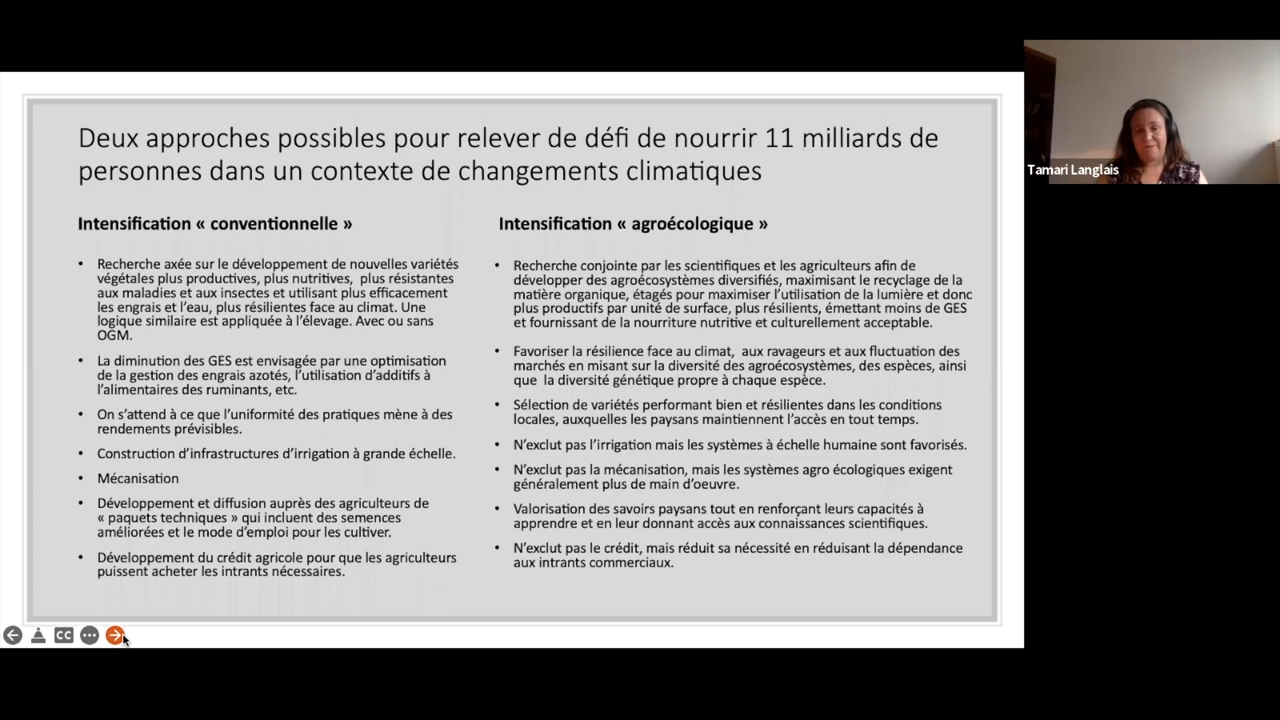 Deux approches possibles pour relever de défi de nourrir 11 milliards de
personnes dans un contexte de changements climatiques
Intensification « conventionnelle »
• Recherche axée sur le développement de nouvelles variétés
végétales plus productives, plus nutritives, plus résistantes
aux maladies et aux insectes et utilisant plus efficacement
les engrais et l'eau, plus résilientes face au climat. Une
logique similaire est appliquée à l'élevage. Avec ou sans
OGM.
• La diminution des GES est envisagée par une optimisation
de la gestion des engrais azotés, l'utilisation d'additifs à
l'alimentaires des ruminants, etc.
• On s'attend à ce que l'uniformité des pratiques mène à des
rendements prévisibles.
• Construction d'infrastructures d'irrigation à grande échelle.
• Mécanisation
• Développement et diffusion auprès des agriculteurs de
« paquets techniques » qui incluent des semences
améliorées et le mode d'emploi pour les cultiver.
• Développement du crédit agricole pour que les agriculteurs
puissent acheter les intrants nécessaires.
Intensification « agroécologique »
• Recherche conjointe par les scientifiques et les agriculteurs afin de
développer des agroécosystèmes diversifiés, maximisant le recyclage de la
matière organique, étagés pour maximiser l'utilisation de la lumière et donc
plus productifs par unité de surface, plus résilients, émettant moins de GES
et fournissant de la nourriture nutritive et culturellement acceptable.
• Favoriser la résilience face au climat, aux ravageurs et aux fluctuation des
marchés en misant sur la diversité des agroécosystèmes, des espèces, ainsi
que la diversité génétique propre à chaque espèce.
• Sélection de variétés performant bien et résilientes dans les conditions
locales, auxquelles les paysans maintiennent l'accès en tout temps.
• N'exclut pas l'irrigation mais les systèmes à échelle humaine sont favorisés.
• N'exclut pas la mécanisation, mais les systèmes agro écologiques exigent
généralement plus de main d'oeuvre.
• Valorisation des savoirs paysans tout en renforçant leurs capacités à
apprendre et en leur donnant accès aux connaissances scientifiques.
• N'exclut pas le crédit, mais réduit sa nécessité en réduisant la dépendance
aux intrants commerciaux.
Tamari Langlais
CC